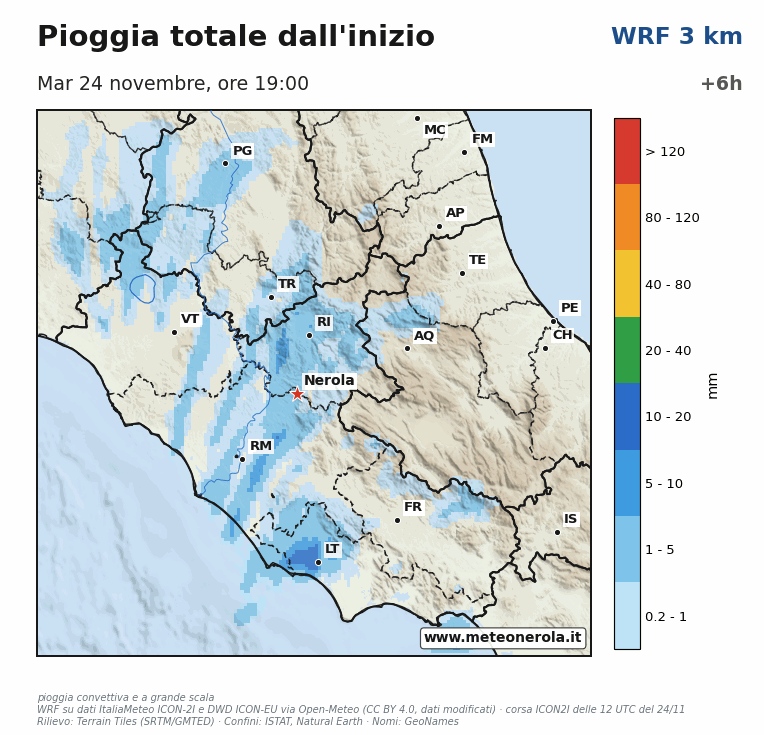 Pioggia totale dall'inizio
WRF 3 km
Mar 24 novembre, ore 19:00
+6h
MC
FM
PG
> 120
AP
80 - 120
TE
TR
40 - 80
PE
VT
RI
CH
AQ
20 - 40
Nerola
mm
10 - 20
RM
5 - 10
FR
IS
LT
1 - 5
0.2 - 1
www.meteonerola.it
pioggia convettiva e a grande scala
WRF su dati ItaliaMeteo ICON-2I e DWD ICON-EU via Open-Meteo (CC BY 4.0, dati modificati) · corsa ICON2I delle 12 UTC del 24/11
Rilievo: Terrain Tiles (SRTM/GMTED) · Confini: ISTAT, Natural Earth · Nomi: GeoNames